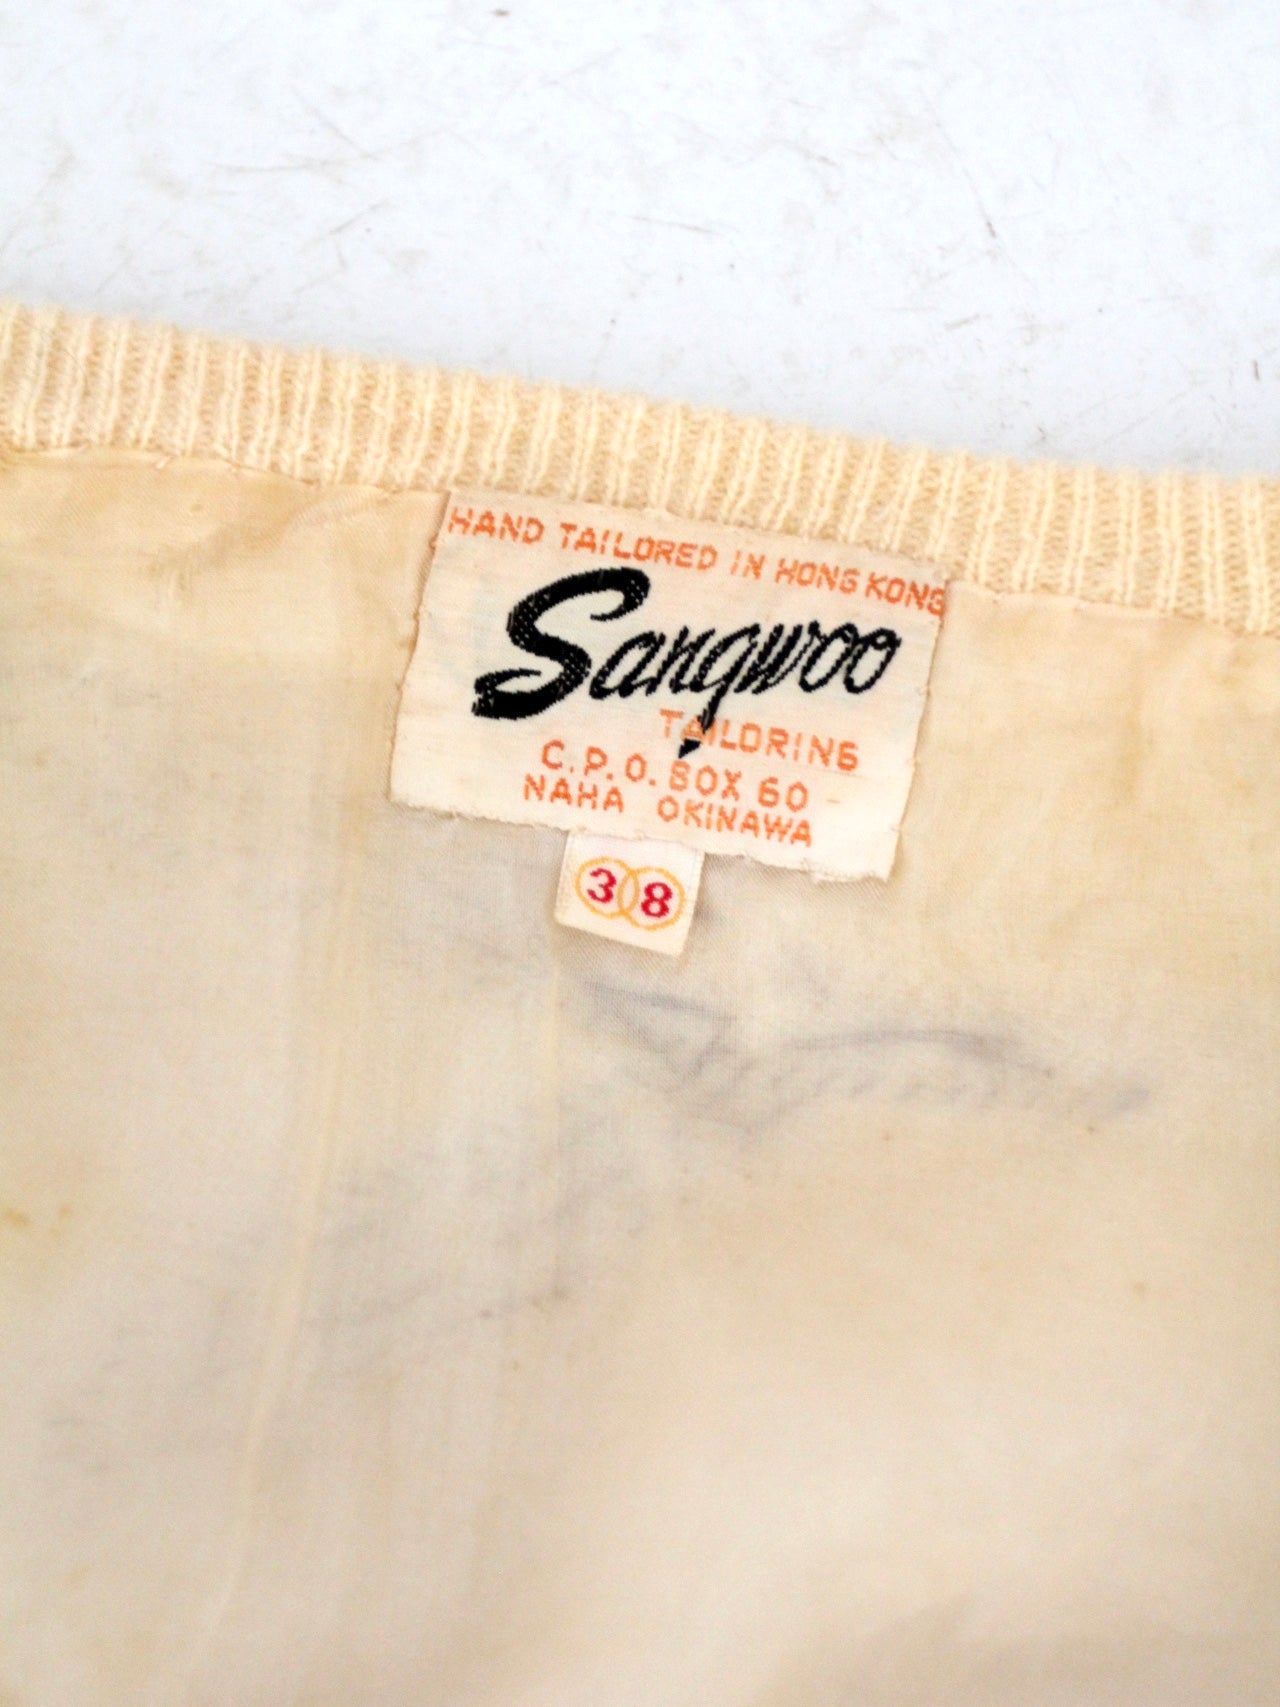 HAND TAILORED IN HONG KONG
Sangwoo
TAILORING
C.P.O. BOX 60
NAHA OKINAWA
38